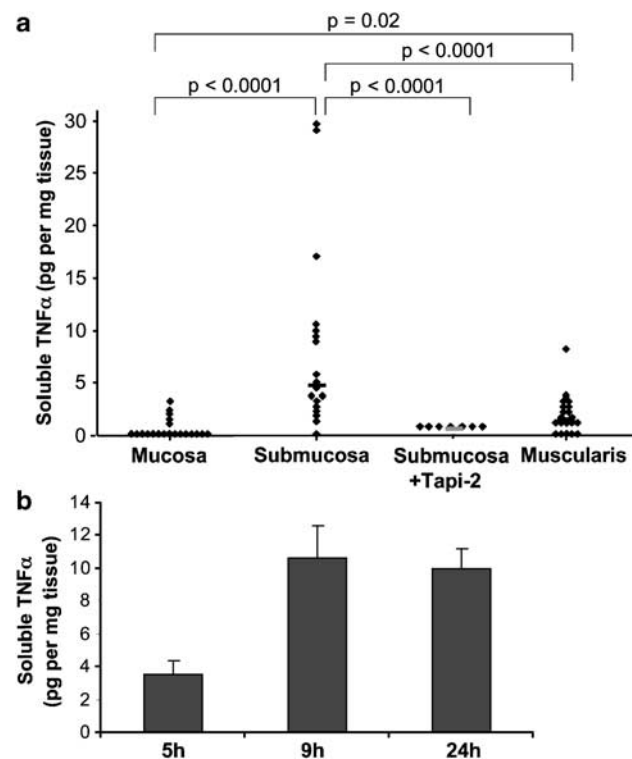 a
p = 0.02
p < 0.0001
p < 0.0001 p < 0.0001
Soluble TNFα (pg per mg tissue)
30
25
20
15
10
5
0
Mucosa Submucosa Submucosa Muscularis
+Tapi-2
b
Soluble TNFα
(pg per mg tissue)
14
12
10
8
6
4
2
0
5h 9h 24h